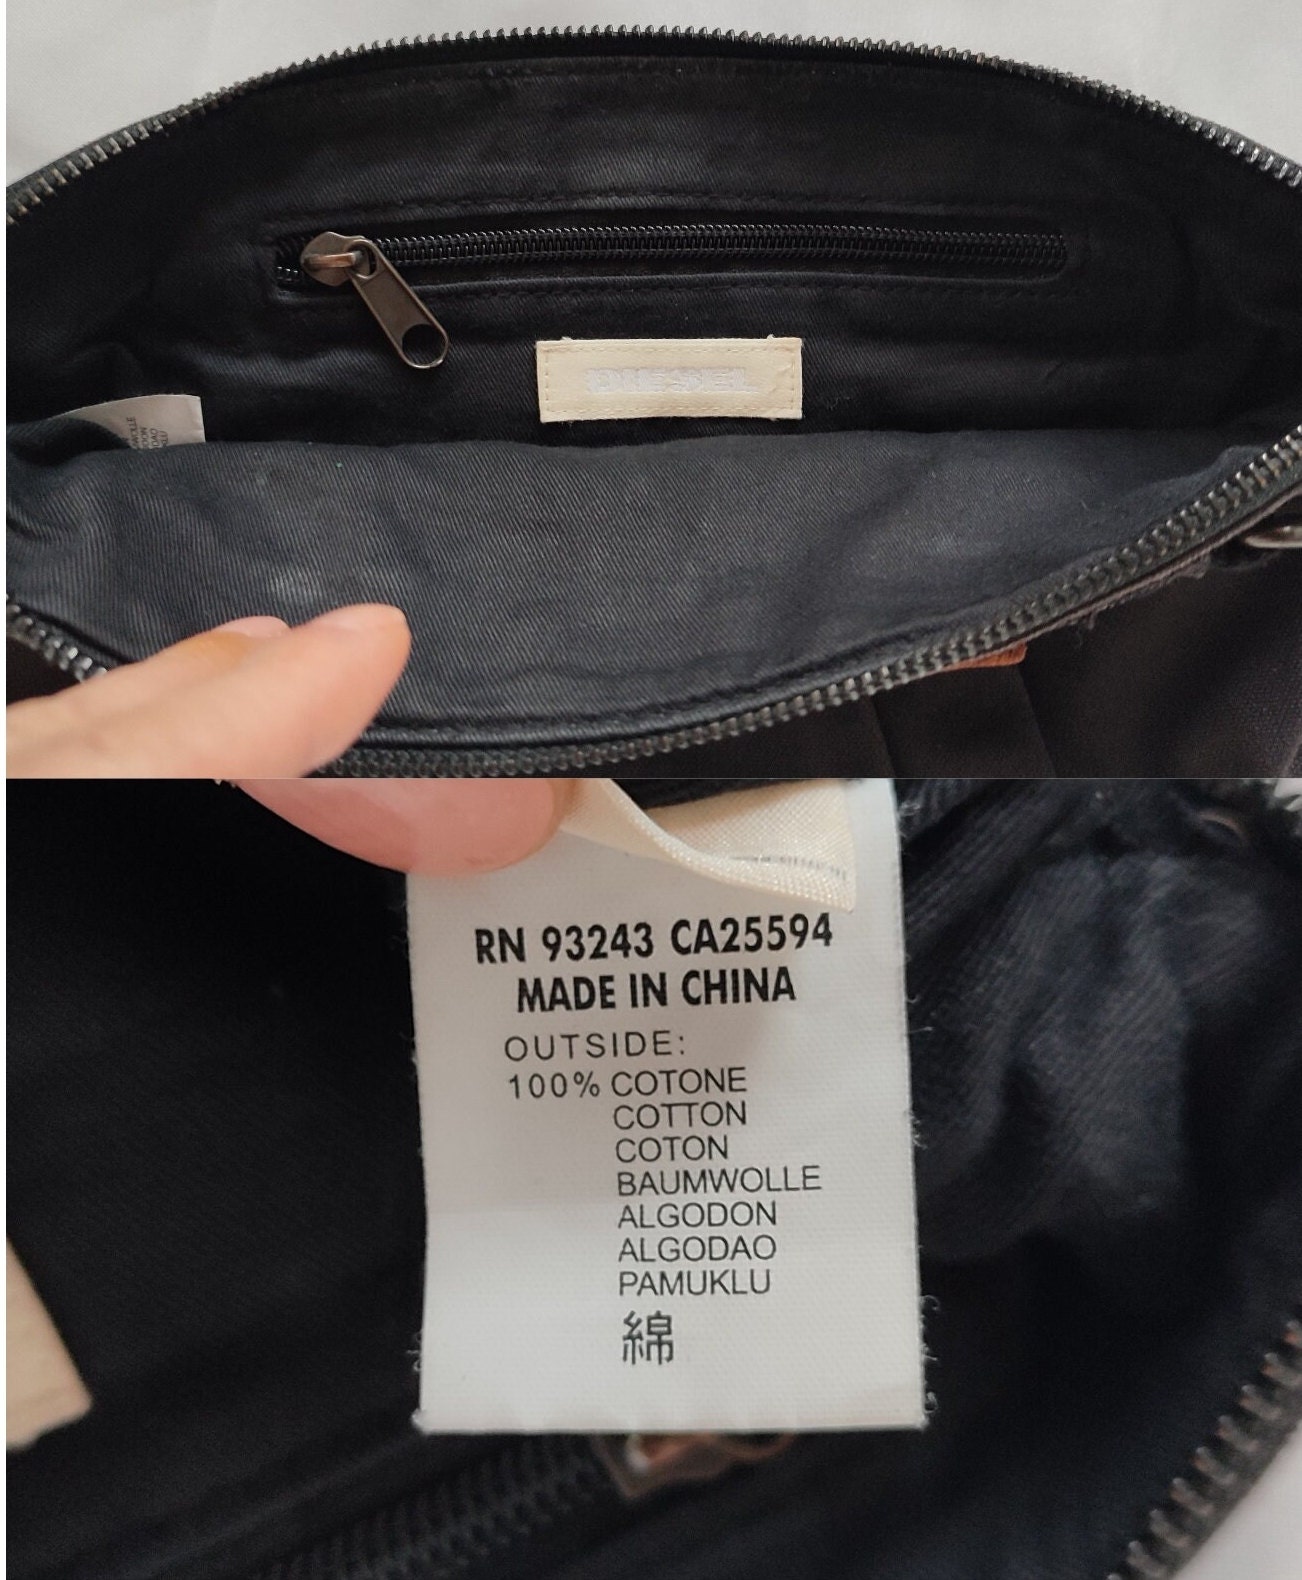 DIESEL
RN 93243 CA25594
MADE IN CHINA
OUTSIDE:
100% COTONE
COTTON
COTON
BAUMWOLLE
ALGODON
ALGODAO
PAMUKLU
綿